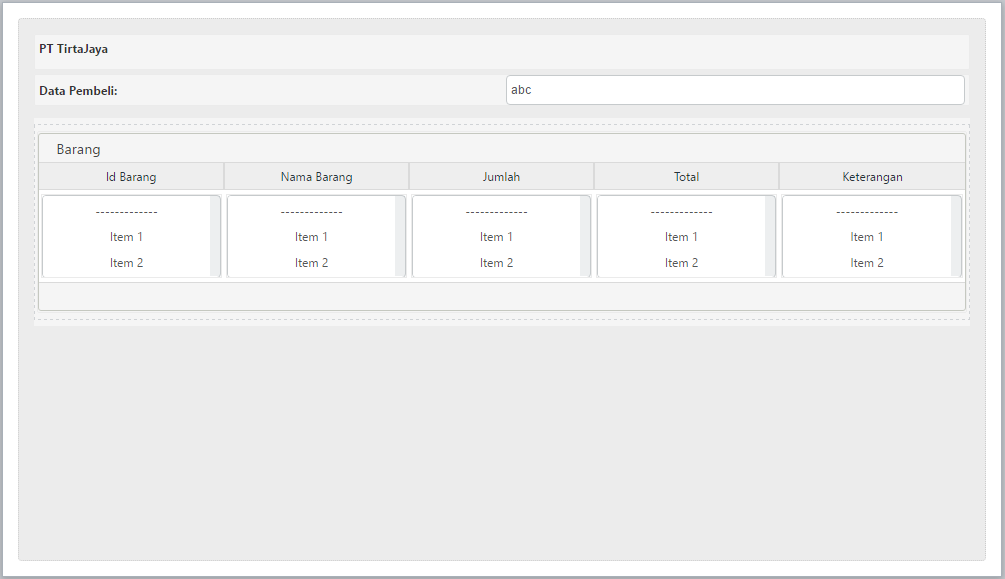 PT TirtaJaya
Data Pembeli: abc
Barang
Id Barang Nama Barang Jumlah Total Keterangan
------------- ------------- ------------- ------------- -------------
Item 1 Item 1 Item 1 Item 1 Item 1
Item 2 Item 2 Item 2 Item 2 Item 2